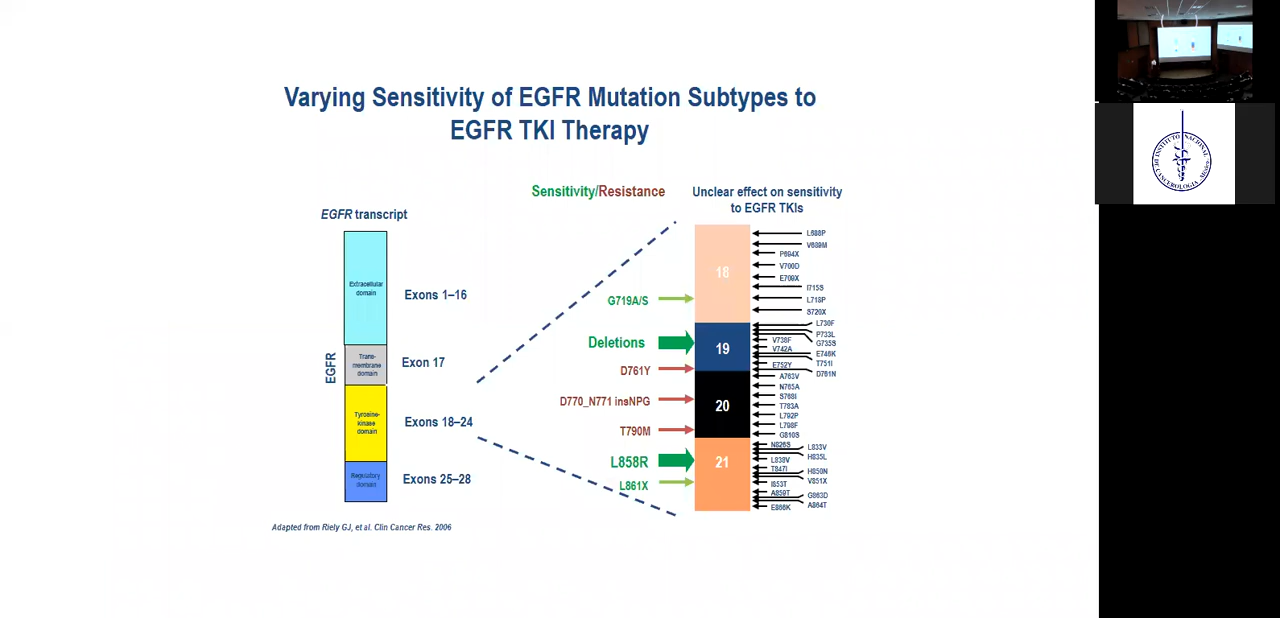 Varying Sensitivity of EGFR Mutation Subtypes to
EGFR TKI Therapy
Sensitivity/Resistance
Unclear effect on sensitivity
to EGFR TKIs
EGFR transcript
EGFR
Extracellular
domain
Exons 1–16
Trans-
membrane
domain
Exon 17
Tyrosine-
kinase
domain
Exons 18–24
Regulatory
domain
Exons 25–28
G719A/S
Deletions
D761Y
D770_N771 insNPG
T790M
L858R
L861X
18
19
20
21
L688P
V689M
P694X
V700D
E709X
I715S
L718P
S720X
L730F
P733L
V738F
G735S
V742A
E746K
T751I
E752Y
D761N
A763V
N765A
S768I
T783A
L792P
L798F
G810S
N826S
L833V
H835L
L838V
T847I
H850N
V851X
I853T
A859T
G863D
A864T
E866K
Adapted from Riely GJ, et al. Clin Cancer Res. 2006
INSTITUTO NACIONAL
DE CANCEROLOGIA